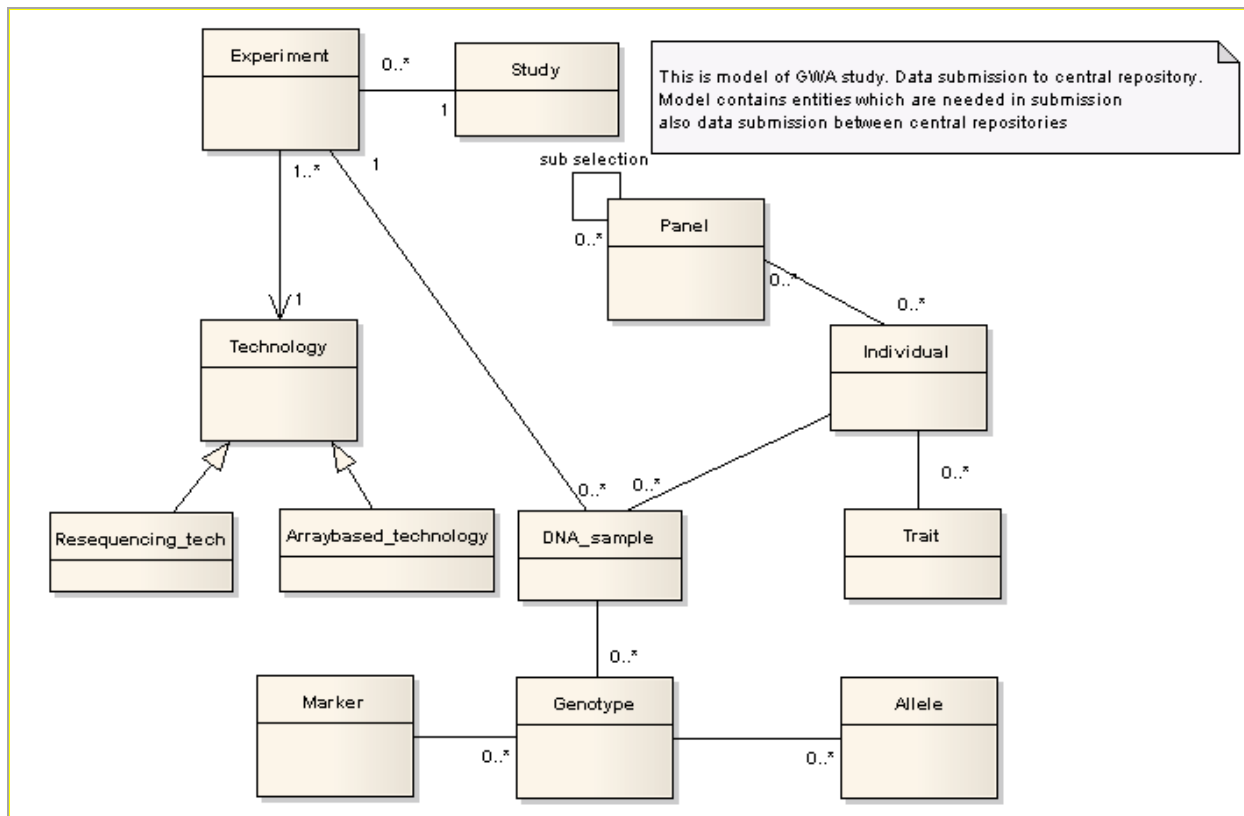 Experiment
0..*
Study
1
This is model of GWA study. Data submission to central repository.
Model contains entities which are needed in submission
also data submission between central repositories
1..*
1
sub selection
Panel
0..*
0..*
0..*
1
Technology
Individual
0..*
0..*
0..*
Resequencing_tech
Arraybased_technology
DNA_sample
Trait
0..*
Marker
Genotype
Allele
0..*
0..*